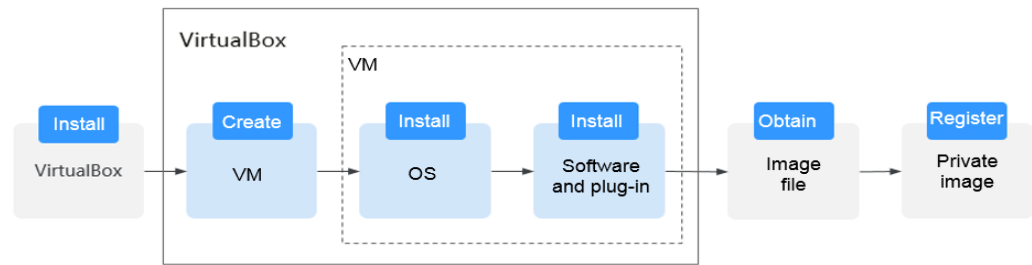 VirtualBox
VM
Install
VirtualBox
Create
VM
Install
OS
Install
Software
and plug-in
Obtain
Image
file
Register
Private
image